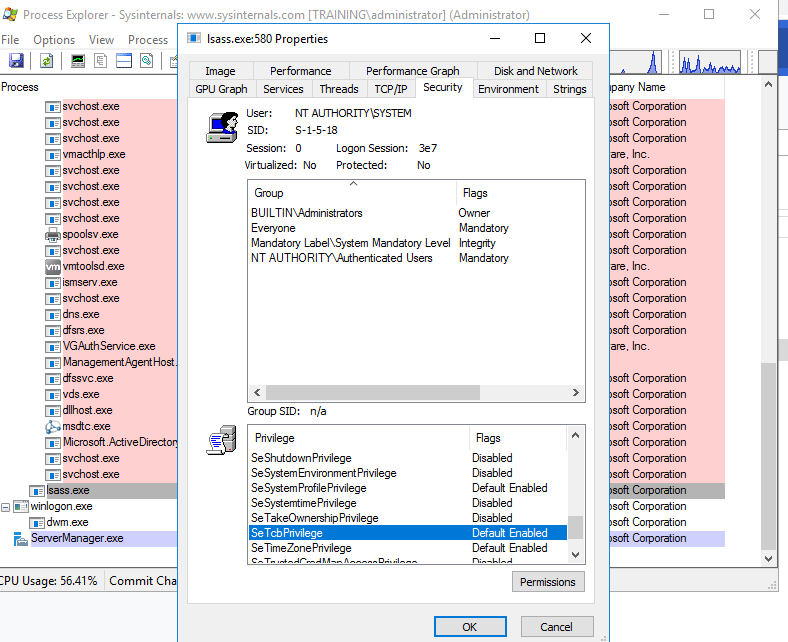 Process Explorer - Sysinternals: www.sysinternals.com [TRAINING\administrator] (Administrator)
File Options View Process
lsass.exe:580 Properties
Image Performance Performance Graph Disk and Network
GPU Graph Services Threads TCP/IP Security Environment Strings
User: NT AUTHORITY\SYSTEM
SID: S-1-5-18
Session: 0 Logon Session: 3e7
Virtualized: No Protected: No
Group Flags
BUILTIN\Administrators Owner
Everyone Mandatory
Mandatory Label\System Mandatory Level Integrity
NT AUTHORITY\Authenticated Users Mandatory
Group SID: n/a
Privilege Flags
SeShutdownPrivilege Disabled
SeSystemEnvironmentPrivilege Disabled
SeSystemProfilePrivilege Default Enabled
SeSystemtimePrivilege Disabled
SeTakeOwnershipPrivilege Disabled
SeTcbPrivilege Default Enabled
SeTimeZonePrivilege Disabled
SeTrustedCredManAccessPrivilege Disabled
Permissions
OK Cancel
Process
svchost.exe
svchost.exe
svchost.exe
vmacthlp.exe
svchost.exe
svchost.exe
svchost.exe
svchost.exe
spoolsv.exe
svchost.exe
vmtoolsd.exe
ismserv.exe
svchost.exe
dns.exe
dfsrs.exe
VGAuthService.exe
ManagementAgentHost.
dfssvc.exe
vds.exe
dllhost.exe
msdtc.exe
Microsoft.ActiveDirectory
svchost.exe
svchost.exe
lsass.exe
winlogon.exe
dwm.exe
ServerManager.exe
pany Name
osoft Corporation
osoft Corporation
osoft Corporation
are, Inc.
osoft Corporation
osoft Corporation
osoft Corporation
osoft Corporation
osoft Corporation
osoft Corporation
are, Inc.
osoft Corporation
osoft Corporation
osoft Corporation
osoft Corporation
are, Inc.
osoft Corporation
osoft Corporation
osoft Corporation
osoft Corporation
osoft Corporation
osoft Corporation
osoft Corporation
osoft Corporation
osoft Corporation
osoft Corporation
osoft Corporation
CPU Usage: 56.41% Commit Cha